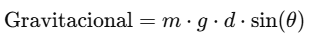 Gravitacional = m · g · d · sin(θ)